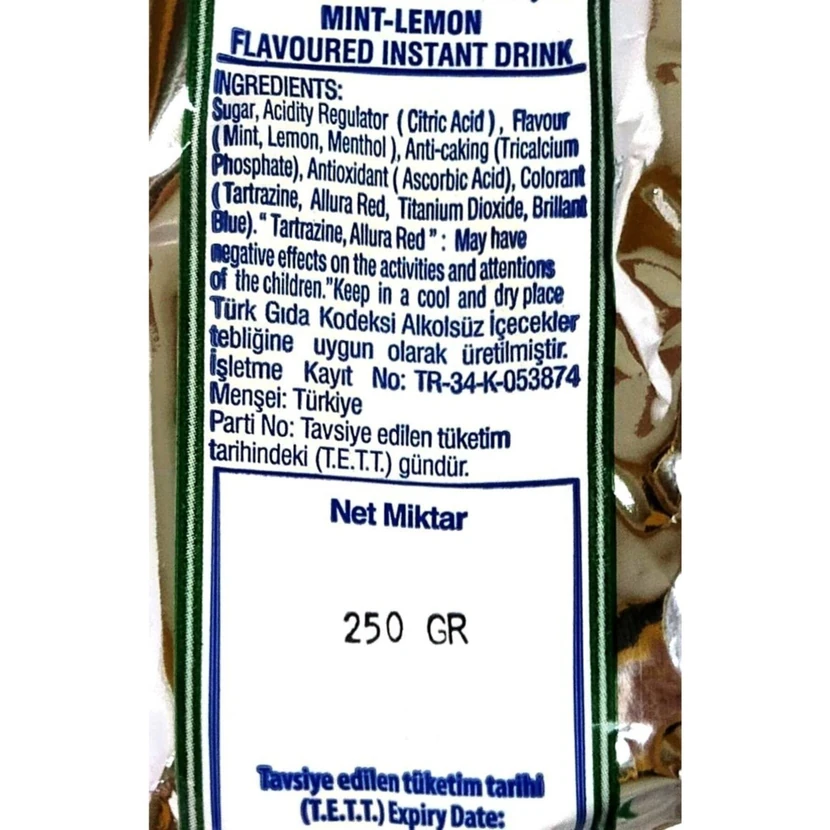 MINT-LEMON
FLAVOURED INSTANT DRINK
INGREDIENTS:
Sugar, Acidity Regulator ( Citric Acid ), Flavour
( Mint, Lemon, Menthol ), Anti-caking (Tricalcium
Phosphate), Antioxidant ( Ascorbic Acid), Colorant
( Tartrazine, Allura Red, Titanium Dioxide, Brillant
Blue). " Tartrazine, Allura Red " : May have
negative effects on the activities and attentions
of the children."Keep in a cool and dry place
Türk Gıda Kodeksi Alkolsüz İçecekler
tebliğine uygun olarak üretilmiştir.
İşletme Kayıt No: TR-34-K-053874
Menşei: Türkiye
Parti No: Tavsiye edilen tüketim
tarihindeki (T.E.T.T.) gündür.
Net Miktar
250 GR
Tavsiye edilen tüketim tarihi
(T.E.T.T.) Expiry Date: